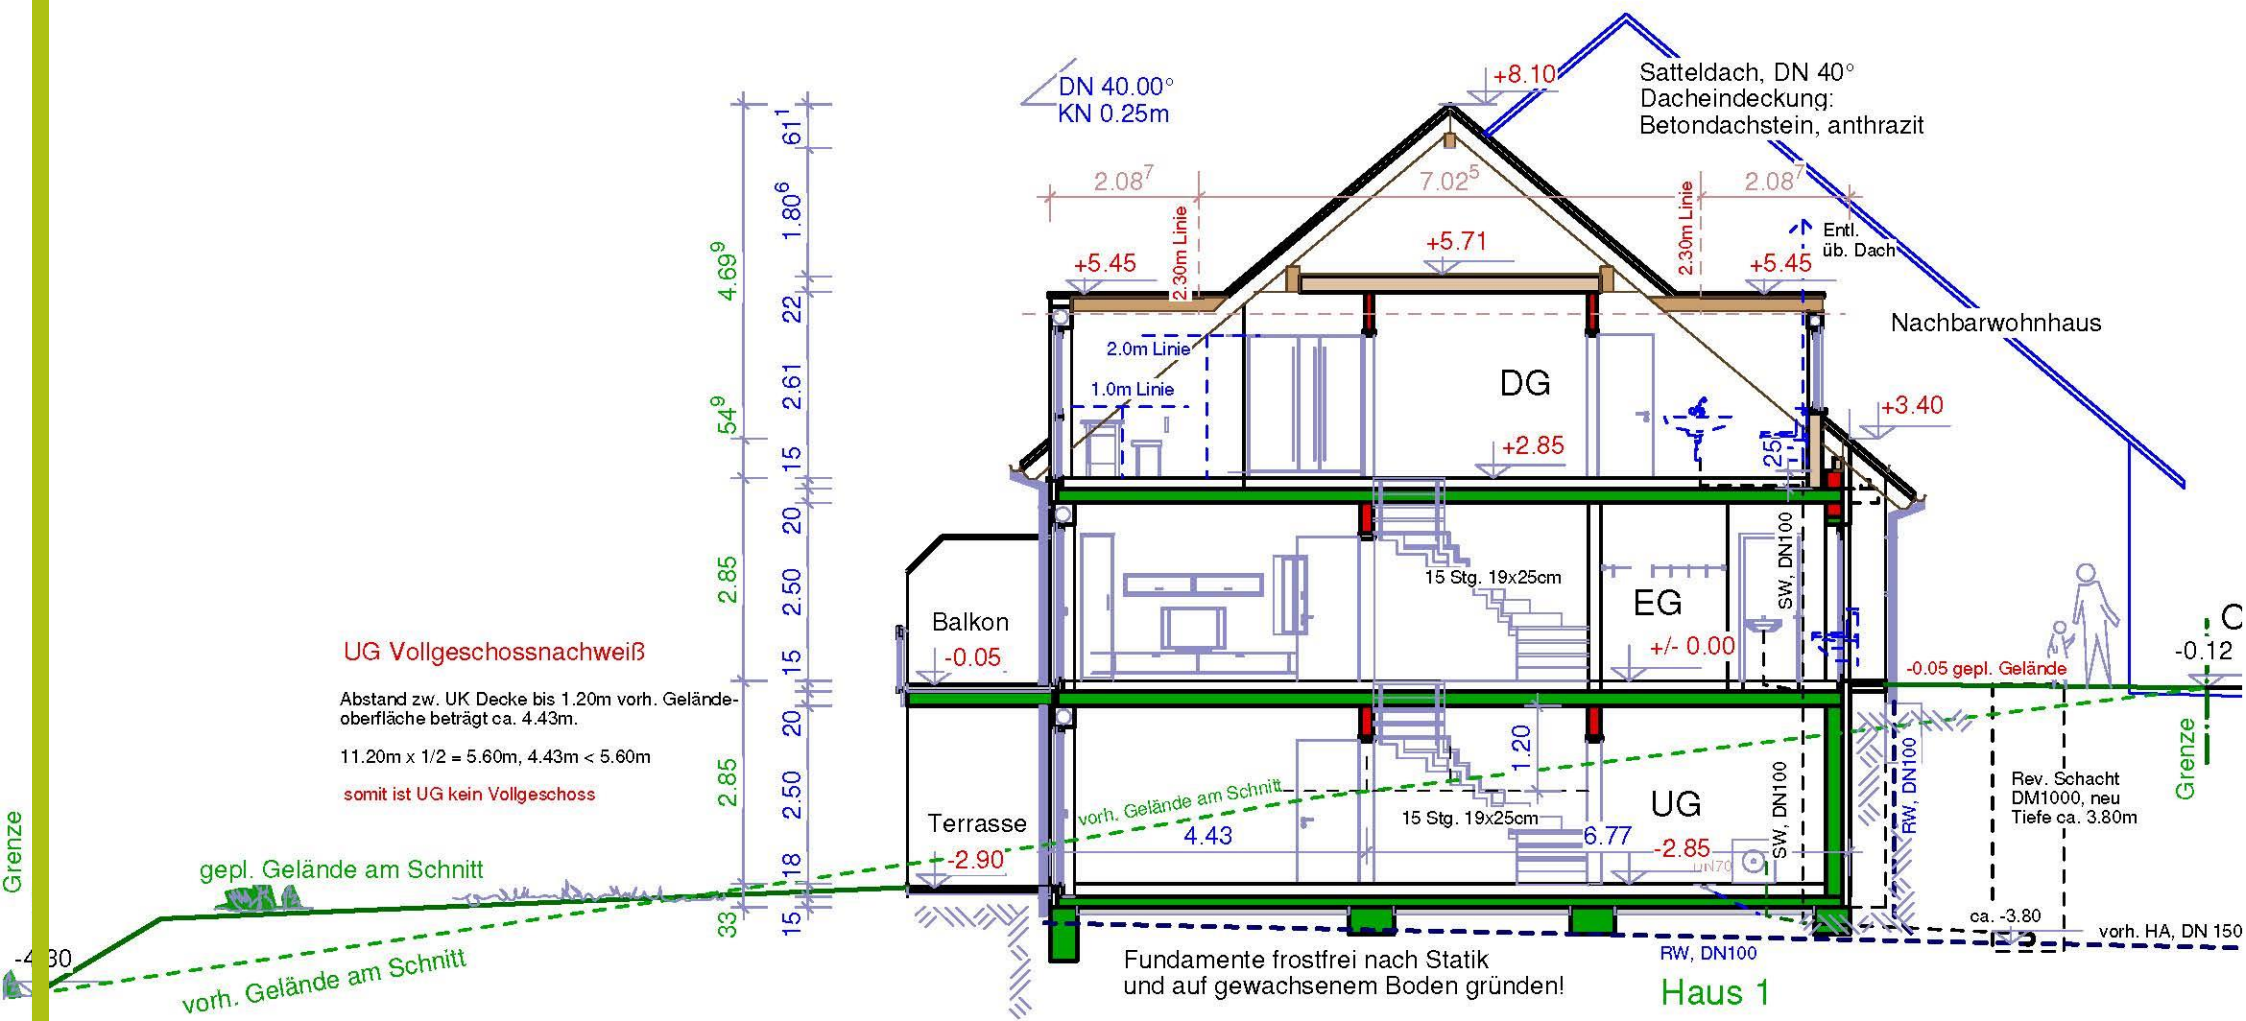 DN 40.00°
KN 0.25m
+8.10
Satteldach, DN 40°
Dacheindeckung:
Betondachstein, anthrazit
2.08⁷
7.02⁵
2.08⁷
2.30m Linie
2.30m Linie
Entl.
üb. Dach
+5.45
+5.71
+5.45
Nachbarwohnhaus
2.0m Linie
1.0m Linie
DG
+3.40
+2.85
25
61¹
1.80⁶
22
2.61
15
20
2.50
15
20
2.50
18
15
4.69⁹
54⁹
2.85
2.85
33
SW, DN100
15 Stg. 19x25cm
EG
+/- 0.00
Balkon
-0.05
-0.05 gepl. Gelände
-0.12
UG Vollgeschossnachweiß
Abstand zw. UK Decke bis 1.20m vorh. Gelände-
oberfläche beträgt ca. 4.43m.
11.20m x 1/2 = 5.60m, 4.43m < 5.60m
somit ist UG kein Vollgeschoss
1.20
vorh. Gelände am Schnitt
15 Stg. 19x25cm
UG
4.43
6.77
-2.85
DN70
SW, DN100
RW, DN100
Rev. Schacht
DM1000, neu
Tiefe ca. 3.80m
Grenze
Terrasse
-2.90
Grenze
gepl. Gelände am Schnitt
vorh. Gelände am Schnitt
ca. -3.80
vorh. HA, DN 150
RW, DN100
Fundamente frostfrei nach Statik
und auf gewachsenem Boden gründen!
Haus 1